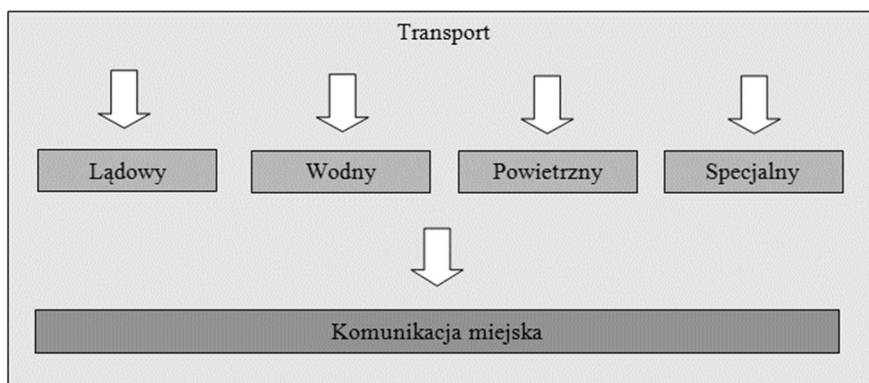 Transport
Lądowy
Wodny
Powietrzny
Specjalny
Komunikacja miejska